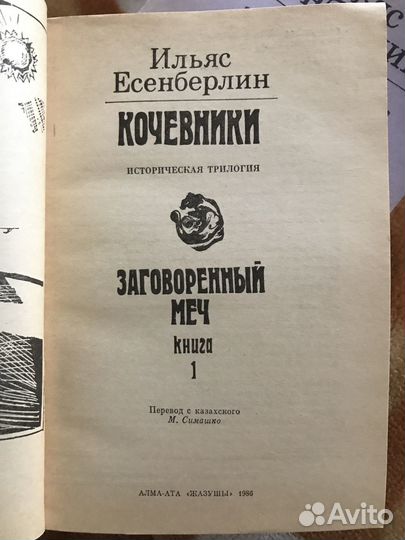 Ильяс
Есенберлин
КОЧЕВНИКИ
ИСТОРИЧЕСКАЯ ТРИЛОГИЯ
ЗАГОВОРЕННЫЙ
МЕЧ
книга
1
Перевод с казахского
М. Симашко
АЛМА-АТА «ЖАЗУШЫ» 1986
Avito